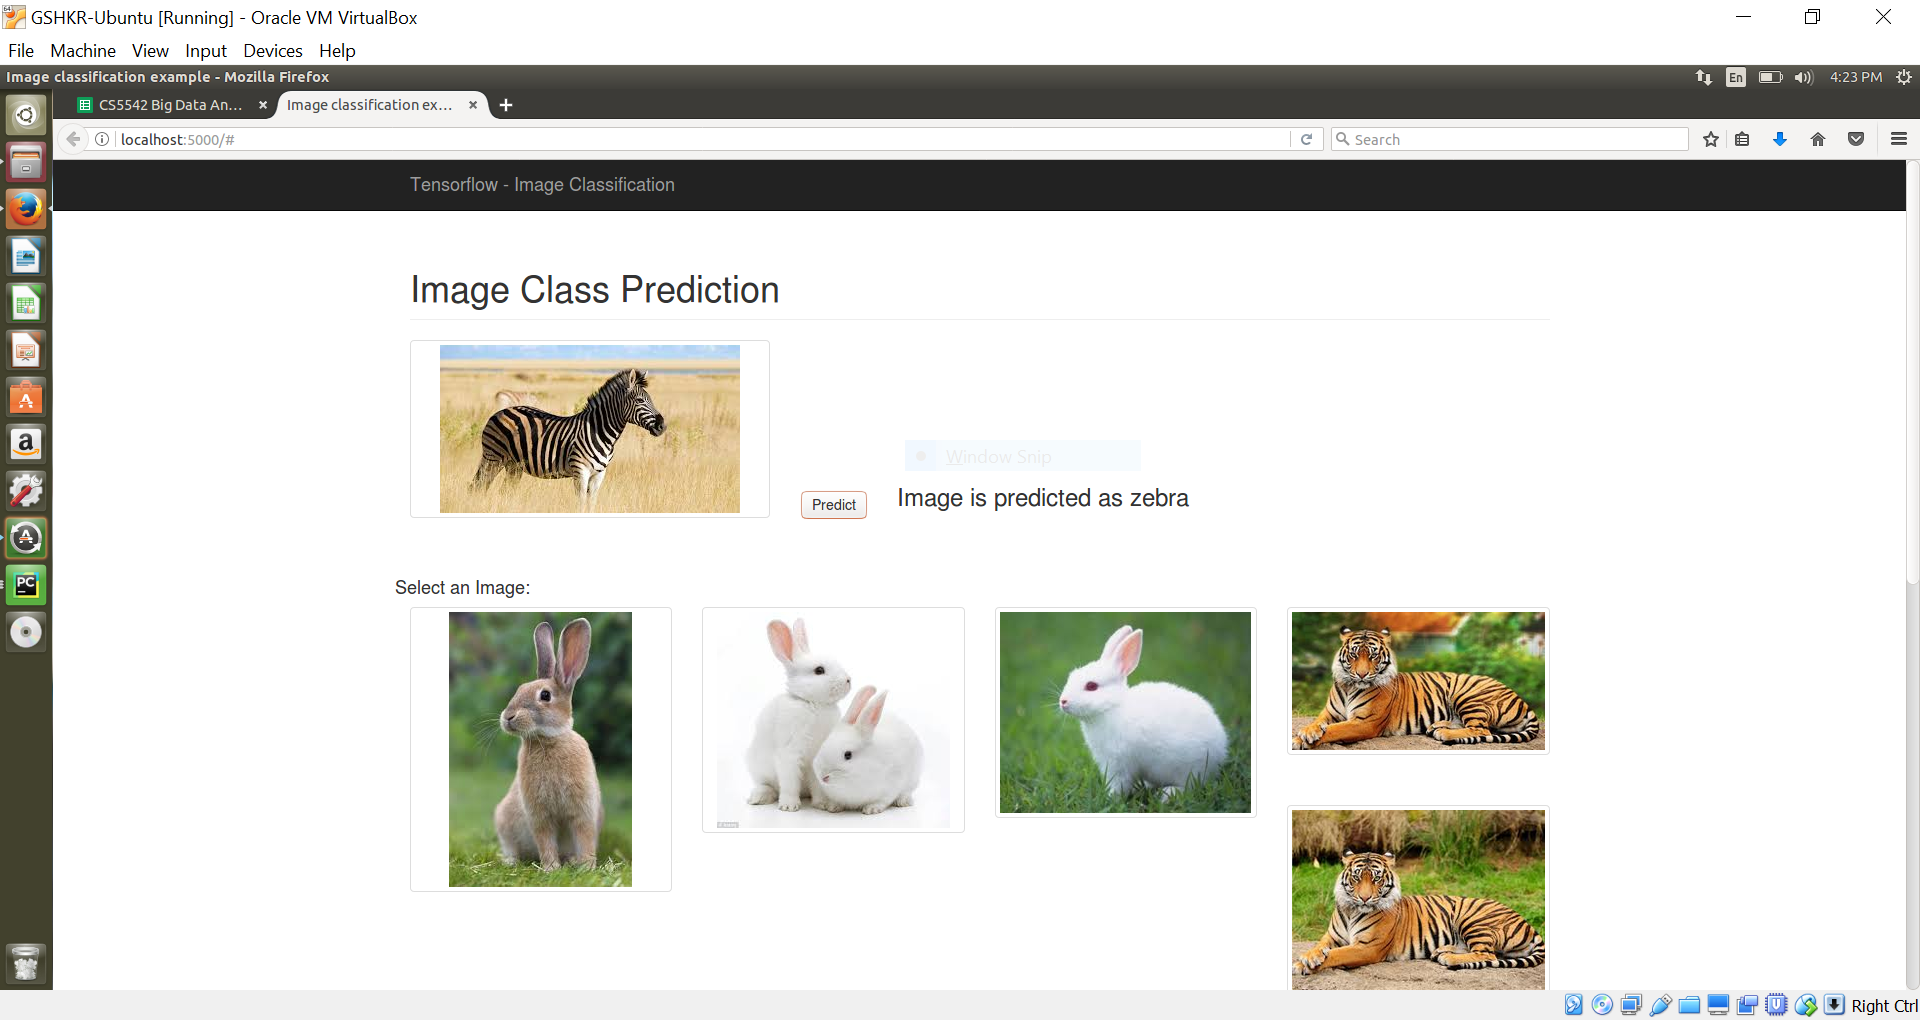 GSHKR-Ubuntu [Running] - Oracle VM VirtualBox
File Machine View Input Devices Help
Image classification example - Mozilla Firefox
En 4:23 PM
CS5542 Big Data An... × Image classification ex... × +
localhost:5000/#
Search
Tensorflow - Image Classification
Image Class Prediction
Window Snip
Predict
Image is predicted as zebra
Select an Image:
PC
Right Ctrl